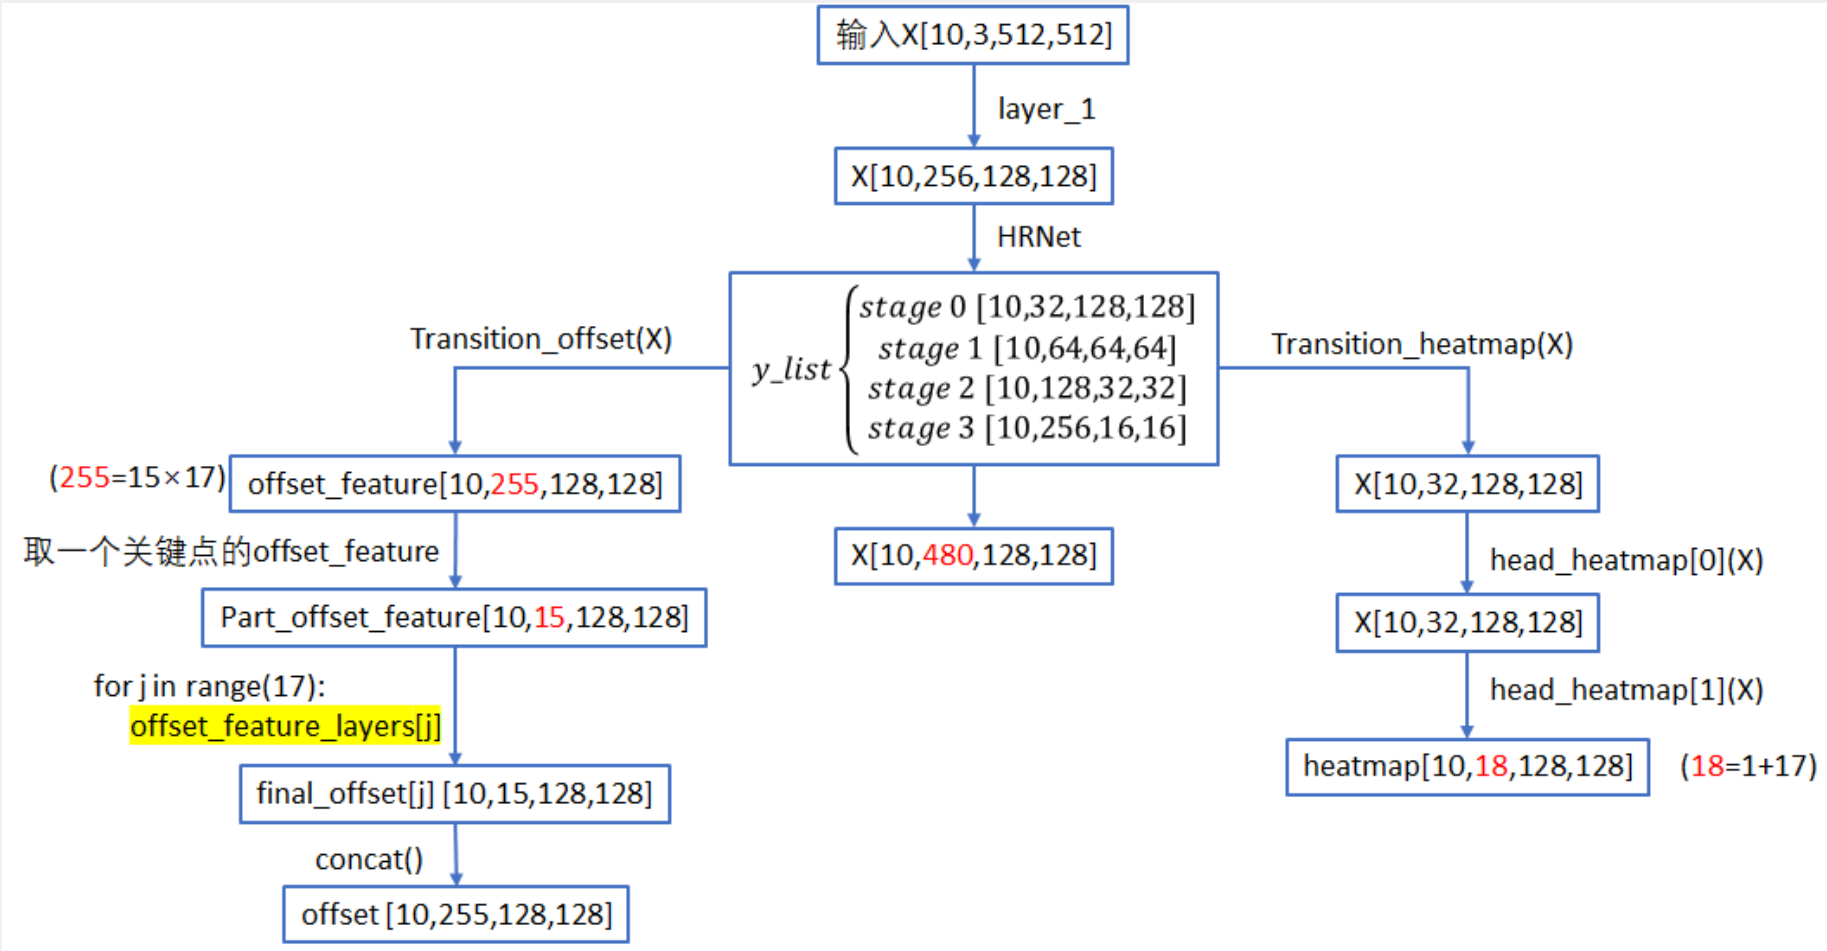 输入X[10,3,512,512]
layer_1
X[10,256,128,128]
HRNet
y_list
stage 0 [10,32,128,128]
stage 1 [10,64,64,64]
stage 2 [10,128,32,32]
stage 3 [10,256,16,16]
X[10,480,128,128]
Transition_offset(X)
(255=15×17)
offset_feature[10,255,128,128]
取一个关键点的offset_feature
Part_offset_feature[10,15,128,128]
for j in range(17):
offset_feature_layers[j]
final_offset[j] [10,15,128,128]
concat()
offset [10,255,128,128]
Transition_heatmap(X)
X[10,32,128,128]
head_heatmap[0](X)
X[10,32,128,128]
head_heatmap[1](X)
heatmap[10,18,128,128]
(18=1+17)